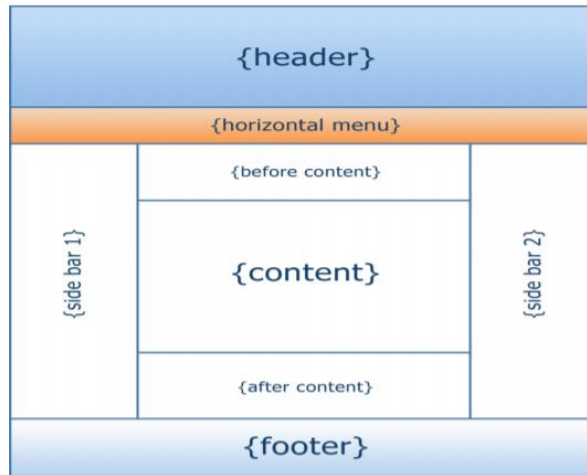 {header}
{horizontal menu}
{side bar 1}
{before content}
{content}
{after content}
{side bar 2}
{footer}